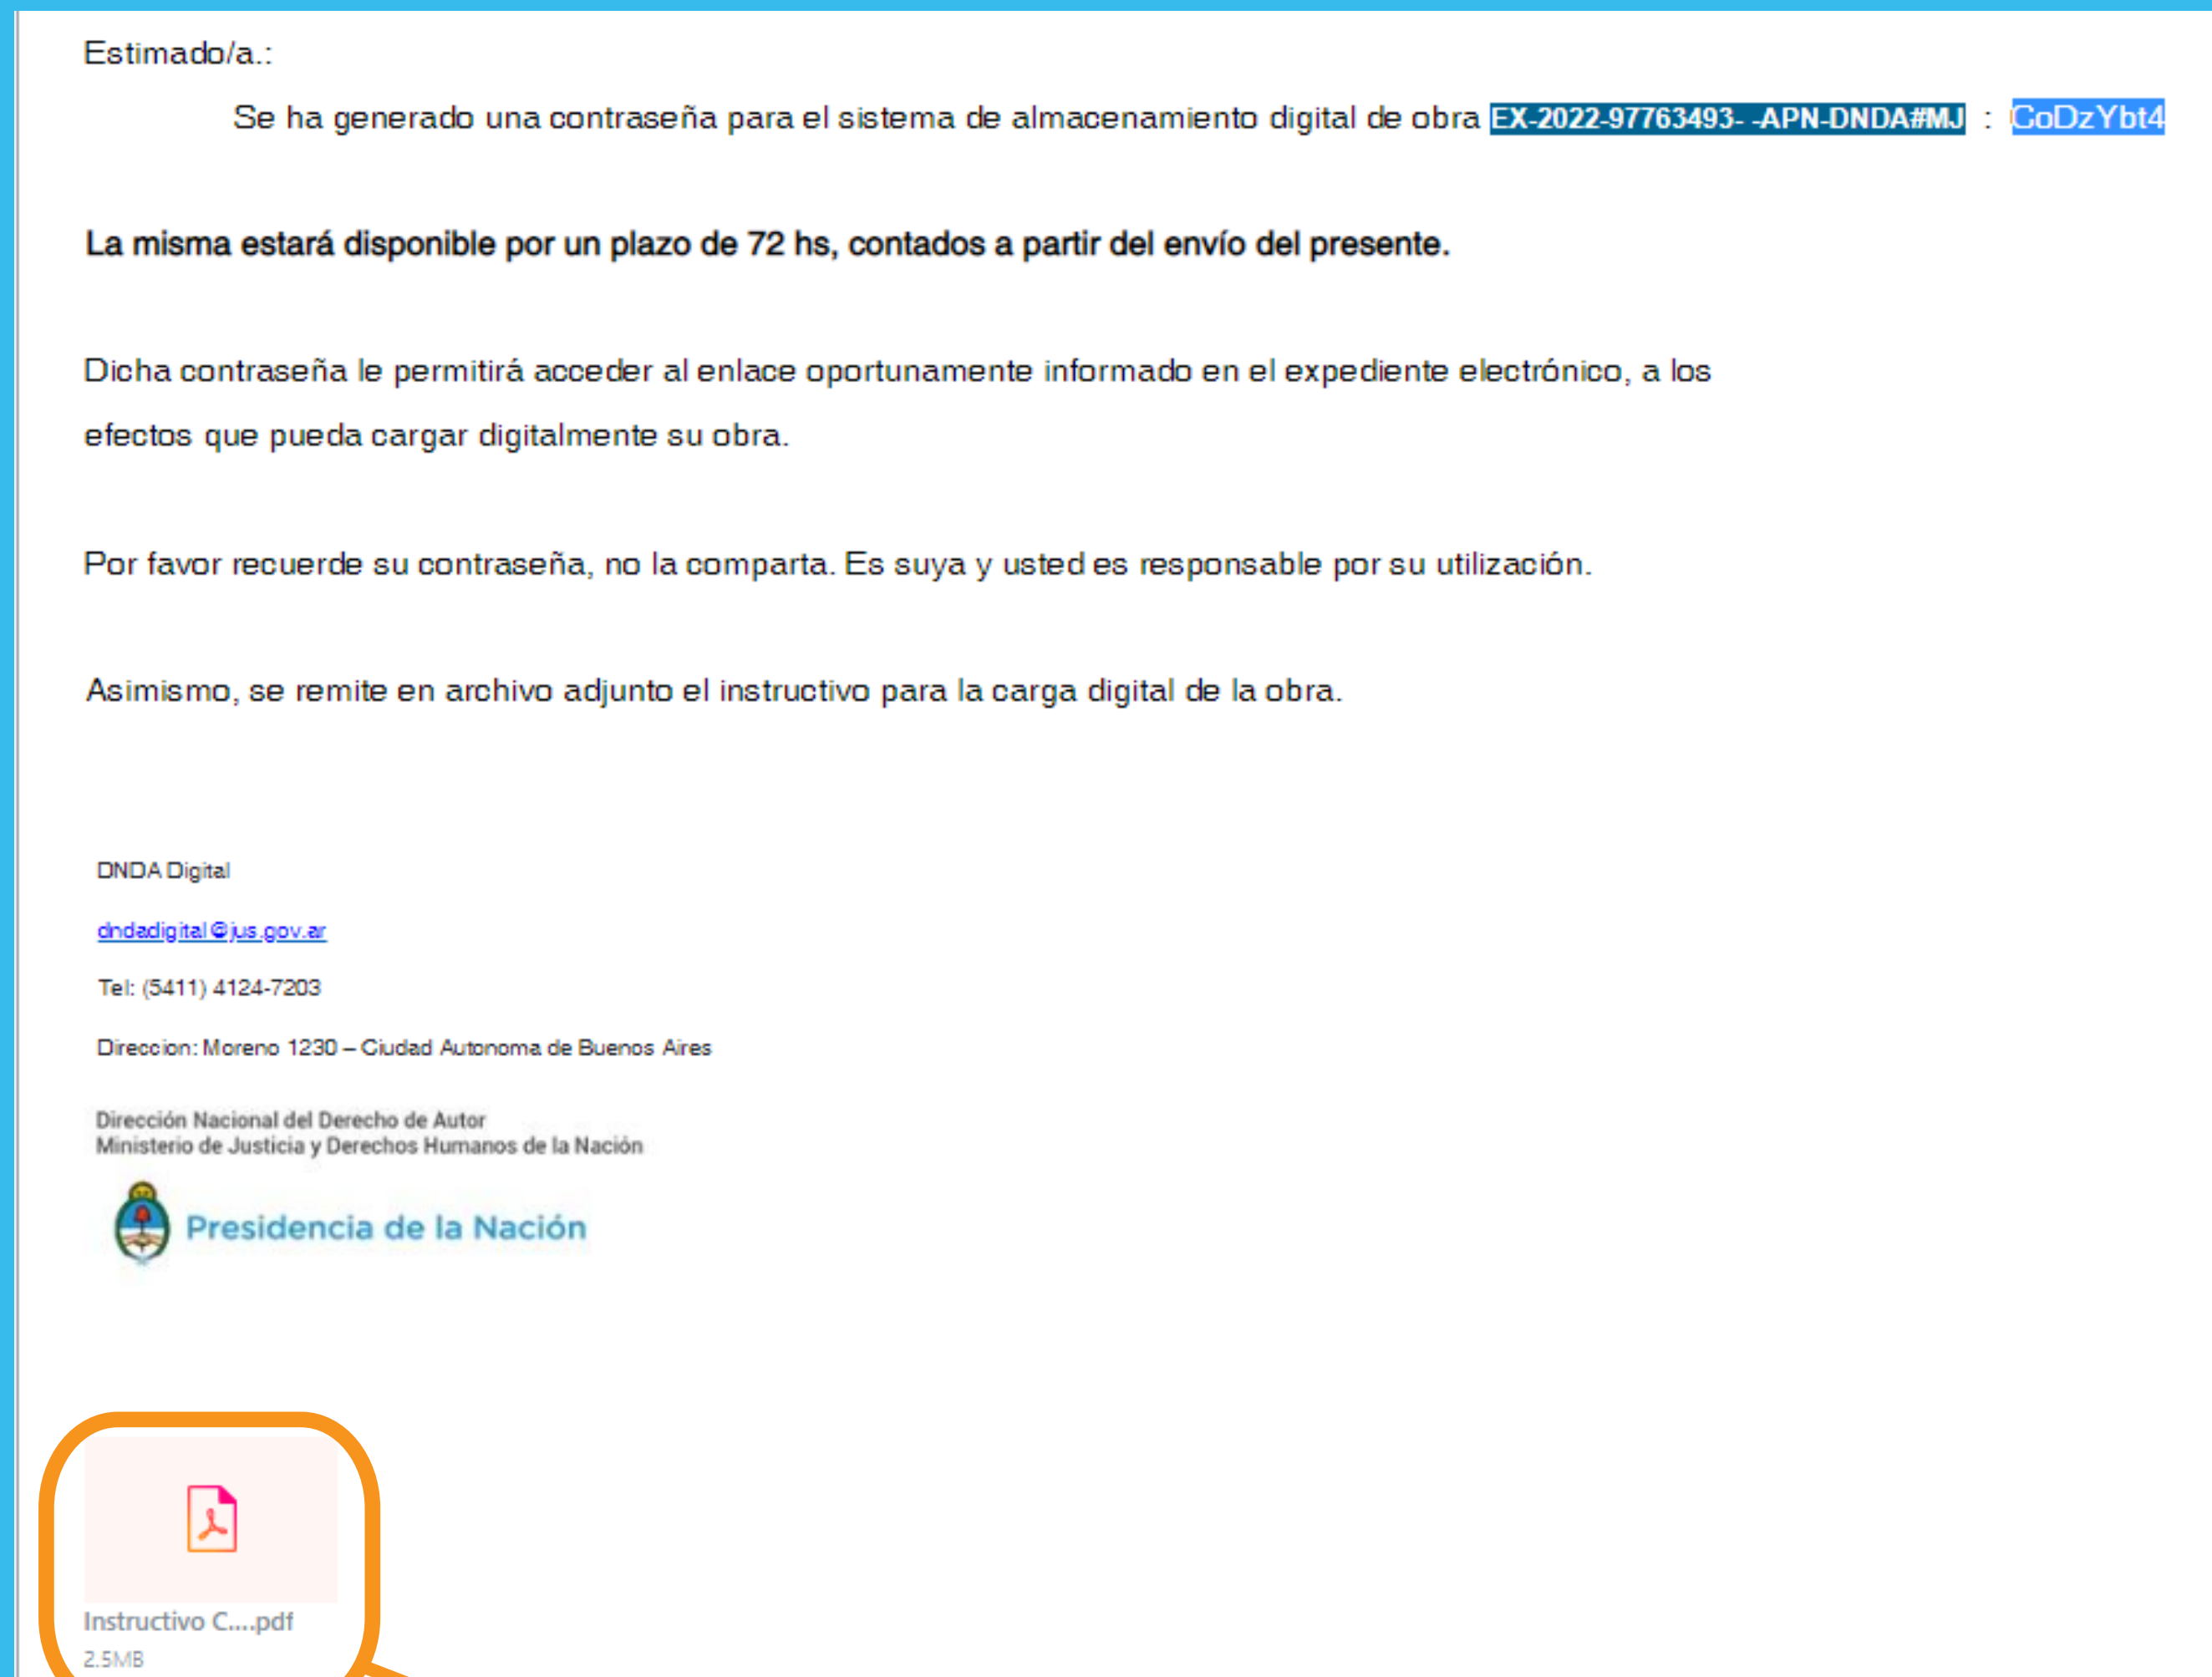 Estimado/a.:
Se ha generado una contraseña para el sistema de almacenamiento digital de obra EX-2022-97763493- -APN-DNDA#MJ : CoDzYbt4
La misma estará disponible por un plazo de 72 hs, contados a partir del envío del presente.
Dicha contraseña le permitirá acceder al enlace oportunamente informado en el expediente electrónico, a los
efectos que pueda cargar digitalmente su obra.
Por favor recuerde su contraseña, no la comparta. Es suya y usted es responsable por su utilización.
Asimismo, se remite en archivo adjunto el instructivo para la carga digital de la obra.
DNDA Digital
dndadigital@jus.gov.ar
Tel: (5411) 4124-7203
Direccion: Moreno 1230 – Ciudad Autonoma de Buenos Aires
Dirección Nacional del Derecho de Autor
Ministerio de Justicia y Derechos Humanos de la Nación
Presidencia de la Nación
Instructivo C....pdf
2.5MB